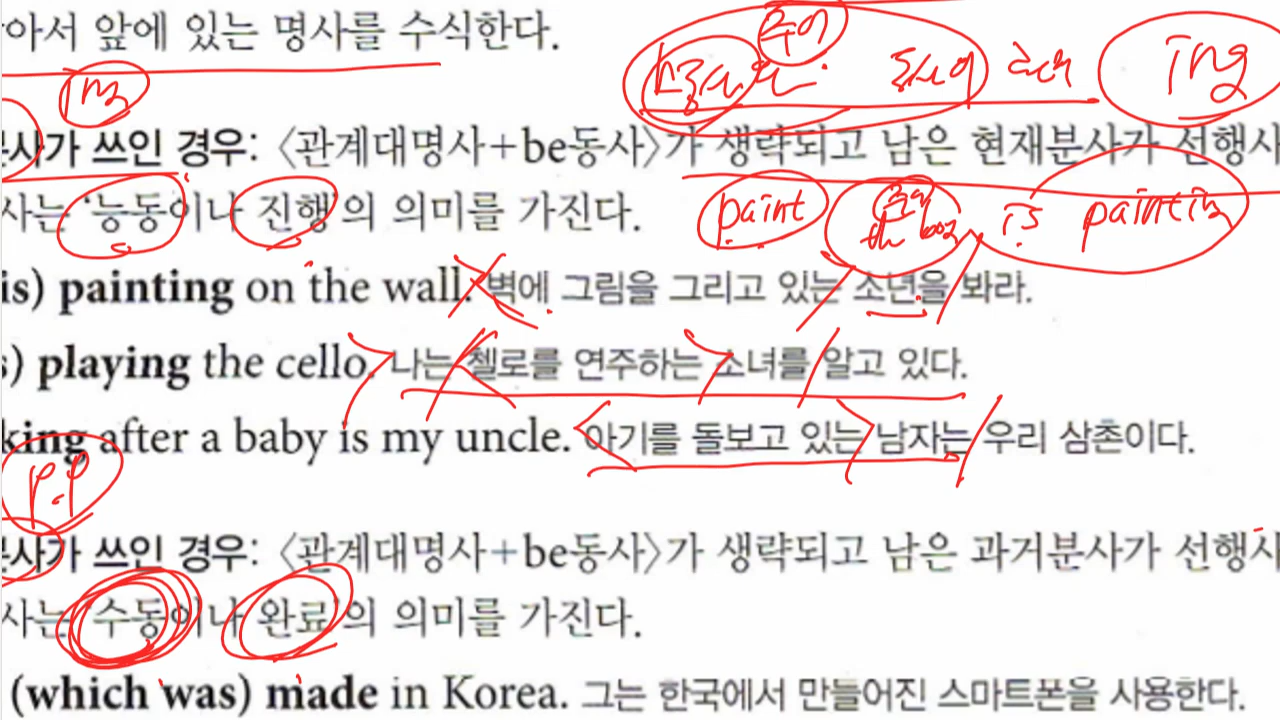 아서 앞에 있는 명사를 수식한다.
주어
ing
ing
사가 쓰인 경우: 〈관계대명사+be동사〉가 생략되고 남은 현재분사가 선행사
사는 '능동'이나 '진행'의 의미를 가진다.
paint the boy is painting
is) painting on the wall. 벽에 그림을 그리고 있는 소년을 봐라.
s) playing the cello. 나는 첼로를 연주하는 소녀를 알고 있다.
king after a baby is my uncle. 아기를 돌보고 있는 남자는 우리 삼촌이다.
p.p
사가 쓰인 경우: 〈관계대명사+be동사〉가 생략되고 남은 과거분사가 선행사
사는 '수동'이나 '완료'의 의미를 가진다.
(which was) made in Korea. 그는 한국에서 만들어진 스마트폰을 사용한다.